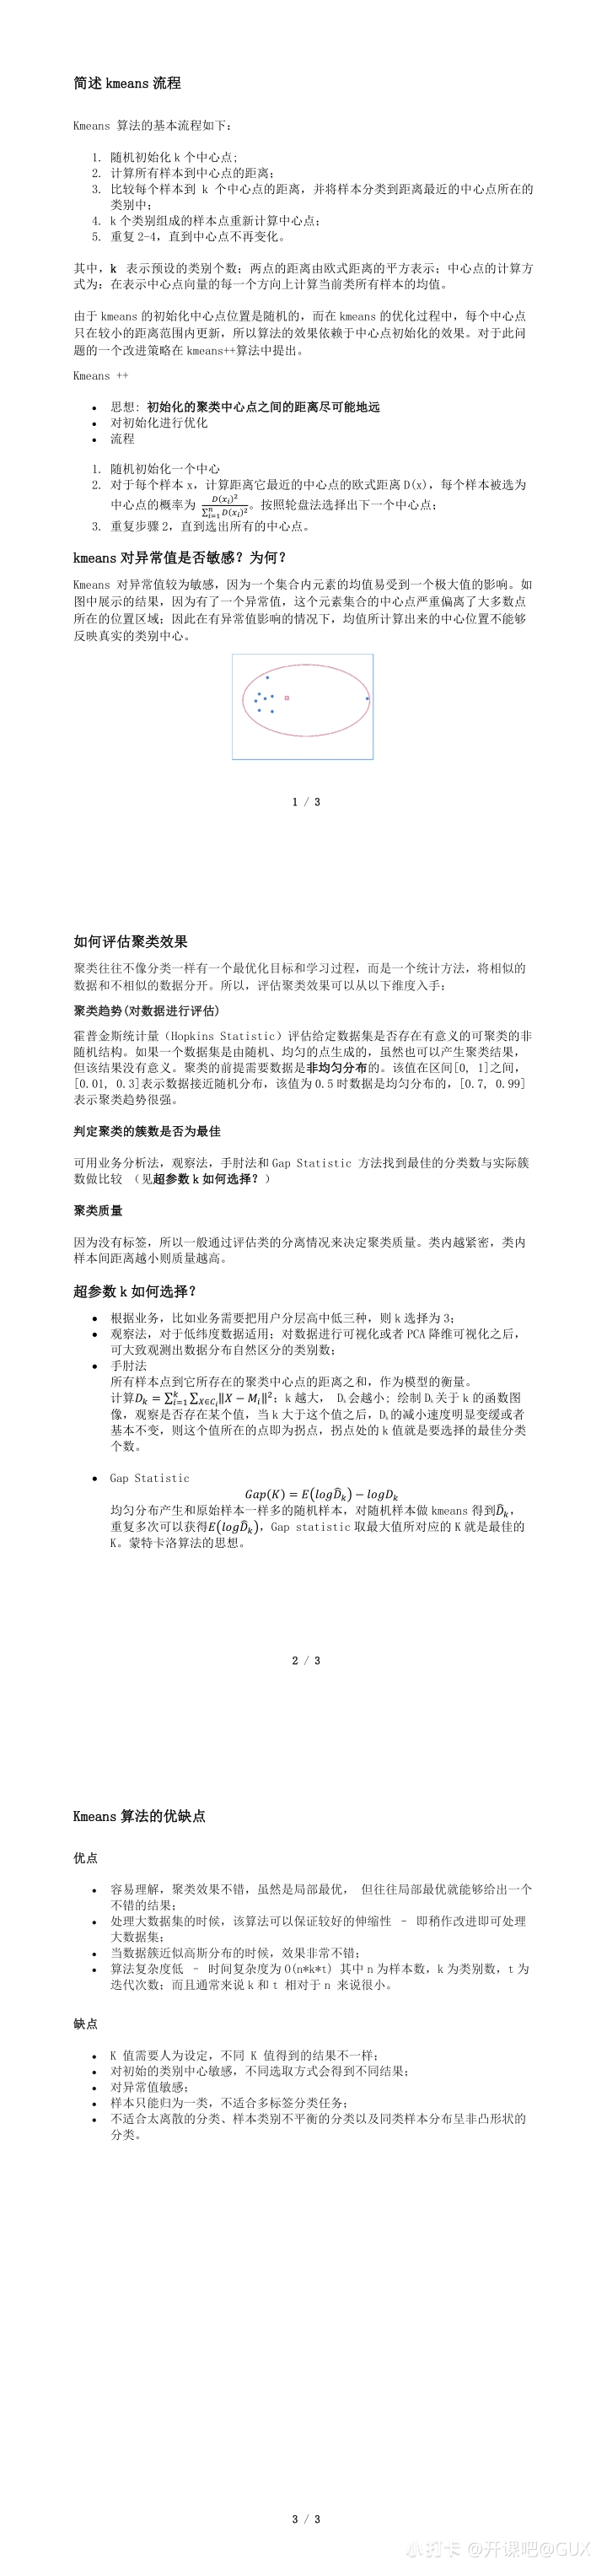 简述 kmeans 流程
Kmeans 算法的基本流程如下：
1. 随机初始化 k 个中心点；
2. 计算所有样本到中心点的距离；
3. 比较每个样本到 k 个中心点的距离，并将样本分类到距离最近的中心点所在的
类别中；
4. k 个类别组成的样本点重新计算中心点；
5. 重复 2-4，直到中心点不再变化。
其中，k 表示预设的类别个数；两点的距离由欧式距离的平方表示；中心点的计算方
式为：在表示中心点向量的每一个方向上计算当前类所有样本的均值。
由于 kmeans 的初始化中心点位置是随机的，而在 kmeans 的优化过程中，每个中心点
只在较小的距离范围内更新，所以算法的效果依赖于中心点初始化的效果。对于此问
题的一个改进策略在 kmeans++算法中提出。
Kmeans ++
• 思想：初始化的聚类中心点之间的距离尽可能地远
• 对初始化进行优化
• 流程
1. 随机初始化一个中心
2. 对于每个样本 x，计算距离它最近的中心点的欧式距离 D(x)，每个样本被选为
中心点的概率为 D(xᵢ)² / ∑ⁿᵢ₌₁ D(xᵢ)²。按照轮盘法选择出下一个中心点；
3. 重复步骤 2，直到选出所有的中心点。
kmeans 对异常值是否敏感？为何？
Kmeans 对异常值较为敏感，因为一个集合内元素的均值易受到一个极大值的影响。如
图中展示的结果，因为有了一个异常值，这个元素集合的中心点严重偏离了大多数点
所在的位置区域；因此在有异常值影响的情况下，均值所计算出来的中心位置不能够
反映真实的类别中心。
1 / 3
如何评估聚类效果
聚类往往不像分类一样有一个最优化目标和学习过程，而是一个统计方法，将相似的
数据和不相似的数据分开。所以，评估聚类效果可以从以下维度入手：
聚类趋势(对数据进行评估)
霍普金斯统计量（Hopkins Statistic）评估给定数据集是否存在有意义的可聚类的非
随机结构。如果一个数据集是由随机、均匀的点生成的，虽然也可以产生聚类结果，
但该结果没有意义。聚类的前提需要数据是非均匀分布的。该值在区间[0, 1]之间，
[0.01, 0.3]表示数据接近随机分布，该值为 0.5 时数据是均匀分布的，[0.7, 0.99]
表示聚类趋势很强。
判定聚类的簇数是否为最佳
可用业务分析法，观察法，手肘法和 Gap Statistic 方法找到最佳的分类数与实际簇
数做比较 （见超参数 k 如何选择？）
聚类质量
因为没有标签，所以一般通过评估类的分离情况来决定聚类质量。类内越紧密，类内
样本间距离越小则质量越高。
超参数 k 如何选择？
• 根据业务，比如业务需要把用户分层高中低三种，则 k 选择为 3；
• 观察法，对于低纬度数据适用；对数据进行可视化或者 PCA 降维可视化之后，
可大致观测出数据分布自然区分的类别数；
• 手肘法
所有样本点到它所存在的聚类中心点的距离之和，作为模型的衡量。
计算Dₖ = ∑ᵏᵢ₌₁ ∑X∈Cᵢ‖X − Mᵢ‖²；k 越大， Dₖ会越小；绘制 Dₖ关于 k 的函数图
像，观察是否存在某个值，当 k 大于这个值之后，Dₖ的减小速度明显变缓或者
基本不变，则这个值所在的点即为拐点，拐点处的 k 值就是要选择的最佳分类
个数。
• Gap Statistic
Gap(K) = E(logD̂ₖ) − logDₖ
均匀分布产生和原始样本一样多的随机样本，对随机样本做 kmeans 得到D̂ₖ，
重复多次可以获得E(logD̂ₖ)，Gap statistic 取最大值所对应的 K 就是最佳的
K。蒙特卡洛算法的思想。
2 / 3
Kmeans 算法的优缺点
优点
• 容易理解，聚类效果不错，虽然是局部最优， 但往往局部最优就能够给出一个
不错的结果；
• 处理大数据集的时候，该算法可以保证较好的伸缩性 – 即稍作改进即可处理
大数据集；
• 当数据簇近似高斯分布的时候，效果非常不错；
• 算法复杂度低 – 时间复杂度为 O(n*k*t) 其中 n 为样本数，k 为类别数，t 为
迭代次数；而且通常来说 k 和 t 相对于 n 来说很小。
缺点
• K 值需要人为设定，不同 K 值得到的结果不一样；
• 对初始的类别中心敏感，不同选取方式会得到不同结果；
• 对异常值敏感；
• 样本只能归为一类，不适合多标签分类任务；
• 不适合太离散的分类、样本类别不平衡的分类以及同类样本分布呈非凸形状的
分类。
3 / 3
小打卡 @开课吧@GUX